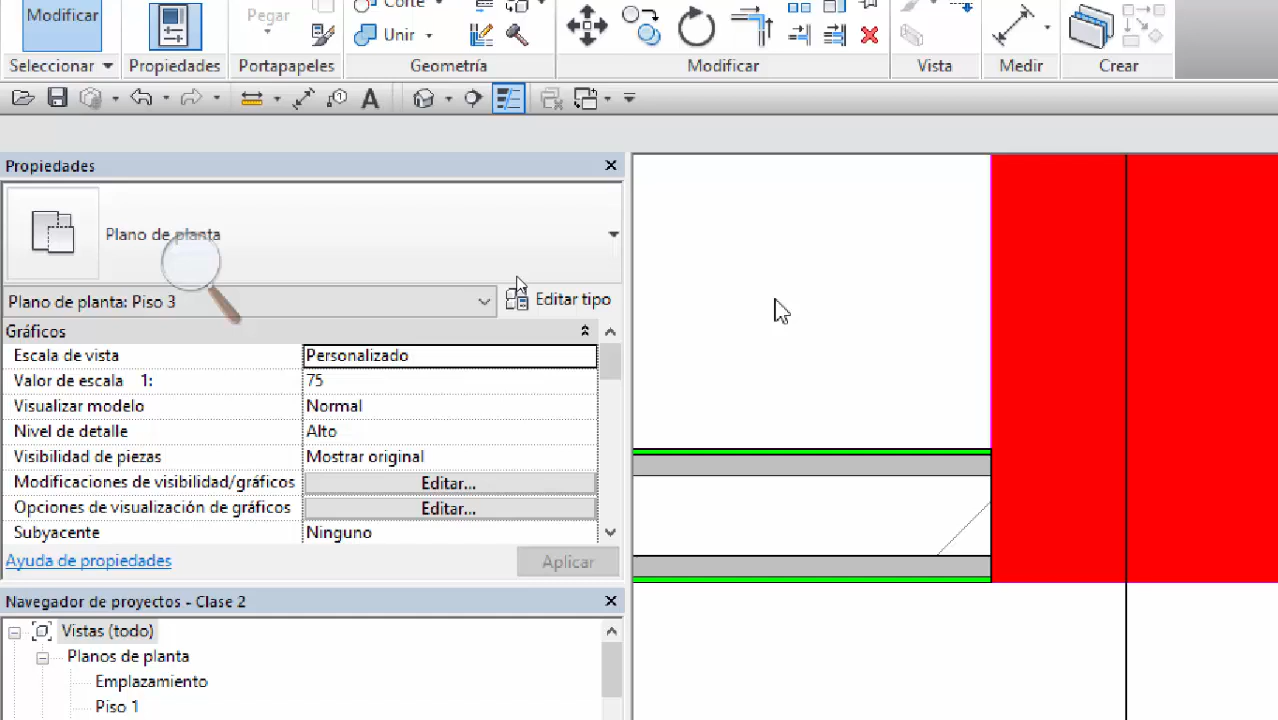 Corte
Modificar
Pegar
Unir
Seleccionar
Propiedades
Portapapeles
Geometría
Modificar
Vista
Medir
Crear
Propiedades
Plano de planta
Plano de planta: Piso 3
Editar tipo
Gráficos
Escala de vista Personalizado
Valor de escala 1: 75
Visualizar modelo Normal
Nivel de detalle Alto
Visibilidad de piezas Mostrar original
Modificaciones de visibilidad/gráficos Editar...
Opciones de visualización de gráficos Editar...
Subyacente Ninguno
Ayuda de propiedades
Aplicar
Navegador de proyectos - Clase 2
Vistas (todo)
Planos de planta
Emplazamiento
Piso 1